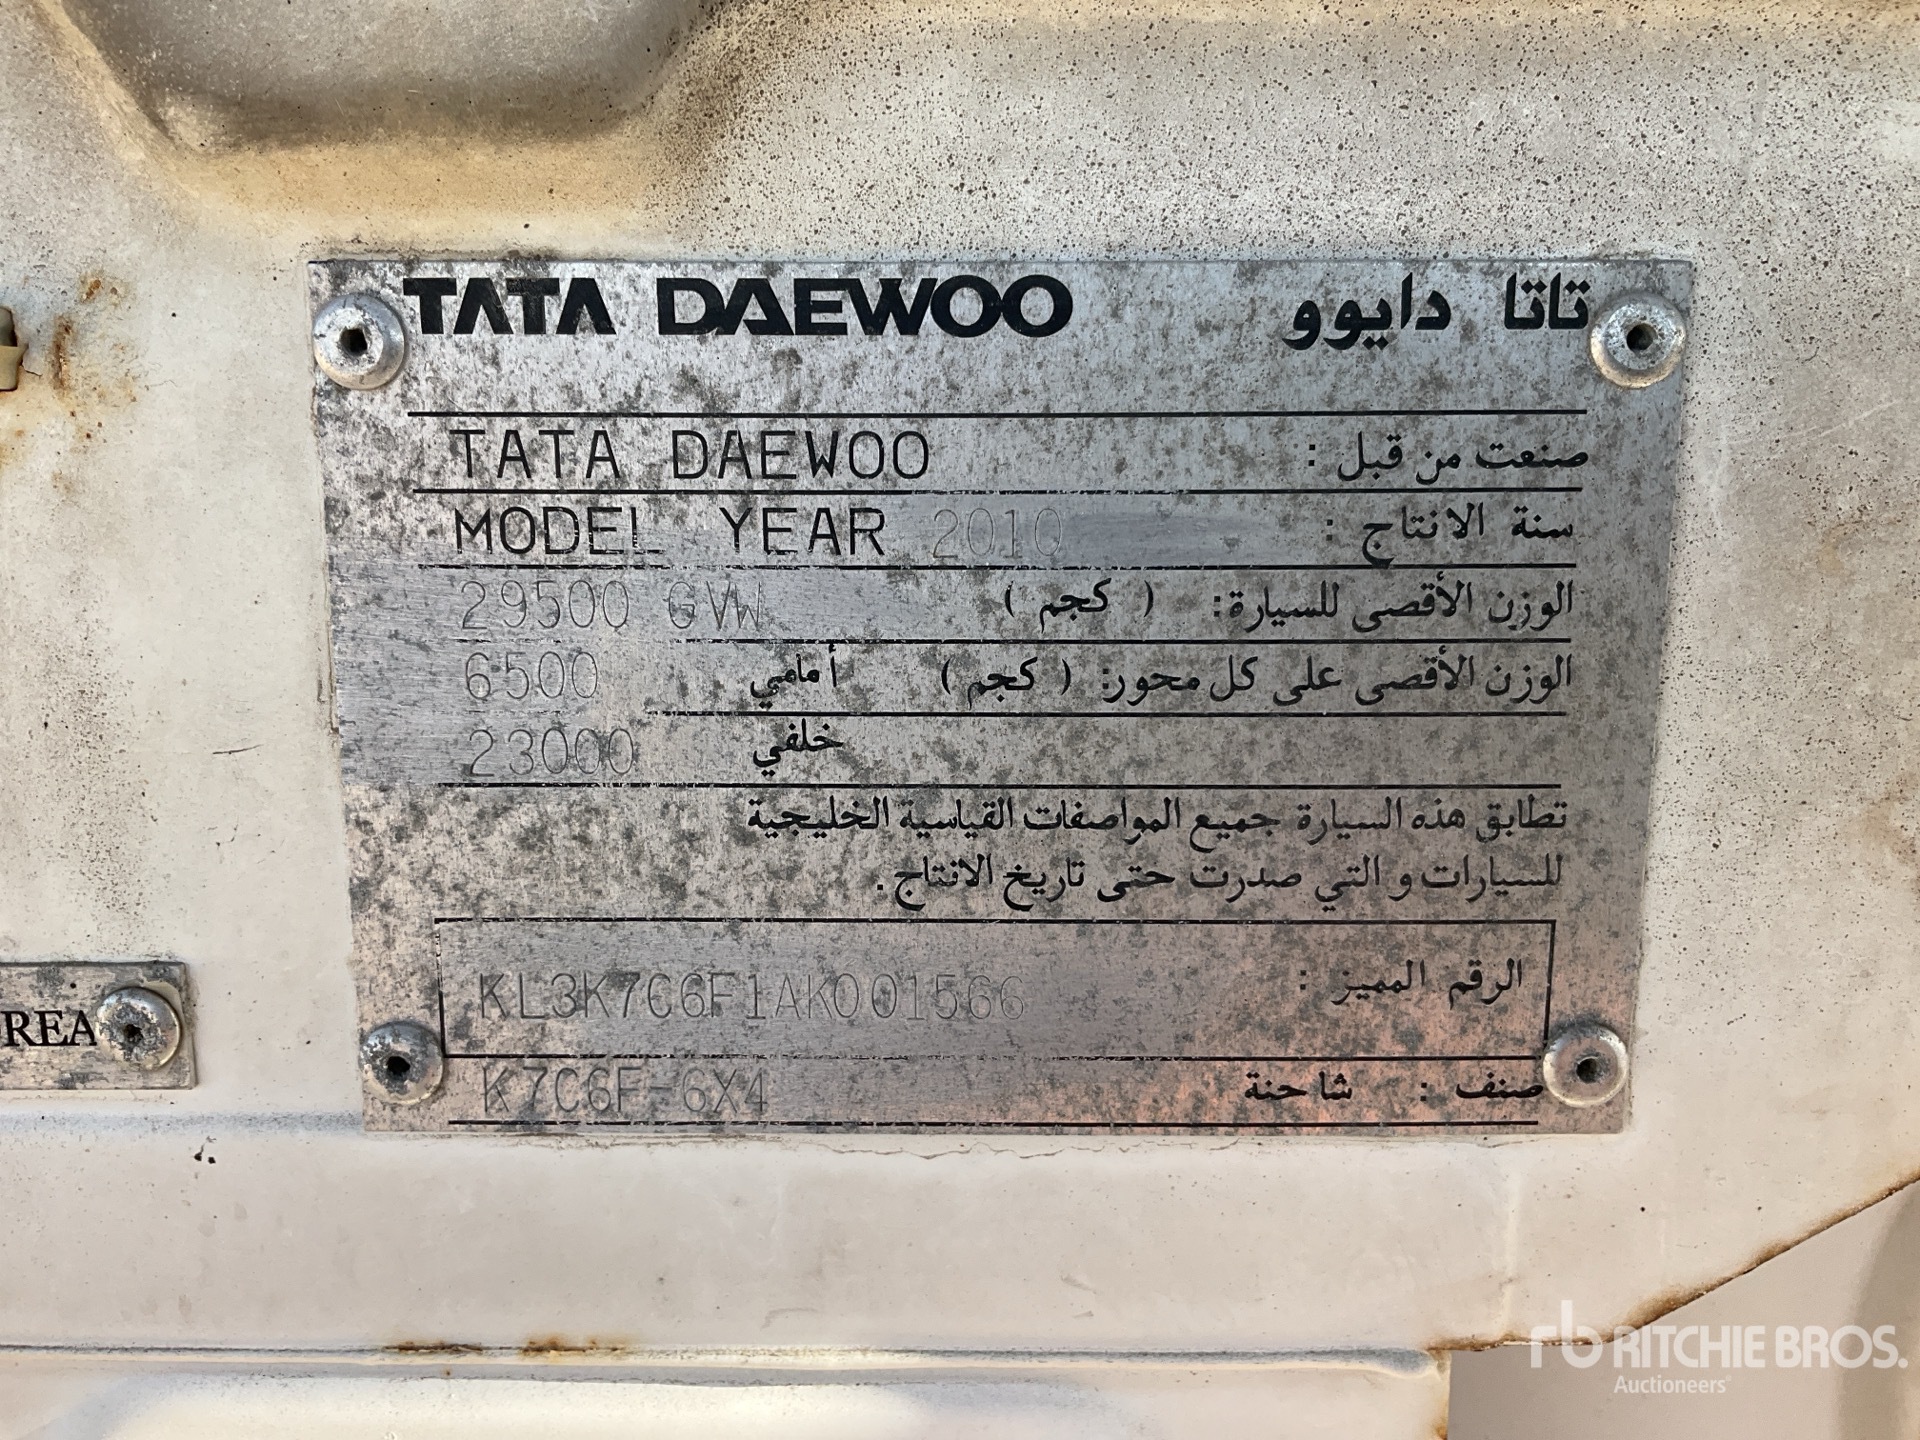 TATA DAEWOO تاتا دايوو
صنعت من قبل : TATA DAEWOO
سنة الانتاج : MODEL YEAR 2010
الوزن الأقصى للسيارة: ( كجم ) 29500 GVW
الوزن الأقصى على كل محور: ( كجم ) أمامي 6500
خلفي 23000
تطابق هذه السيارة جميع المواصفات القياسية الخليجية
للسيارات و التي صدرت حتى تاريخ الانتاج.
الرقم المميز : KL3K7C6F1AK001566
صنف : شاحنة K7C6F-6X4
REA
rb RITCHIE BROS.
Auctioneers